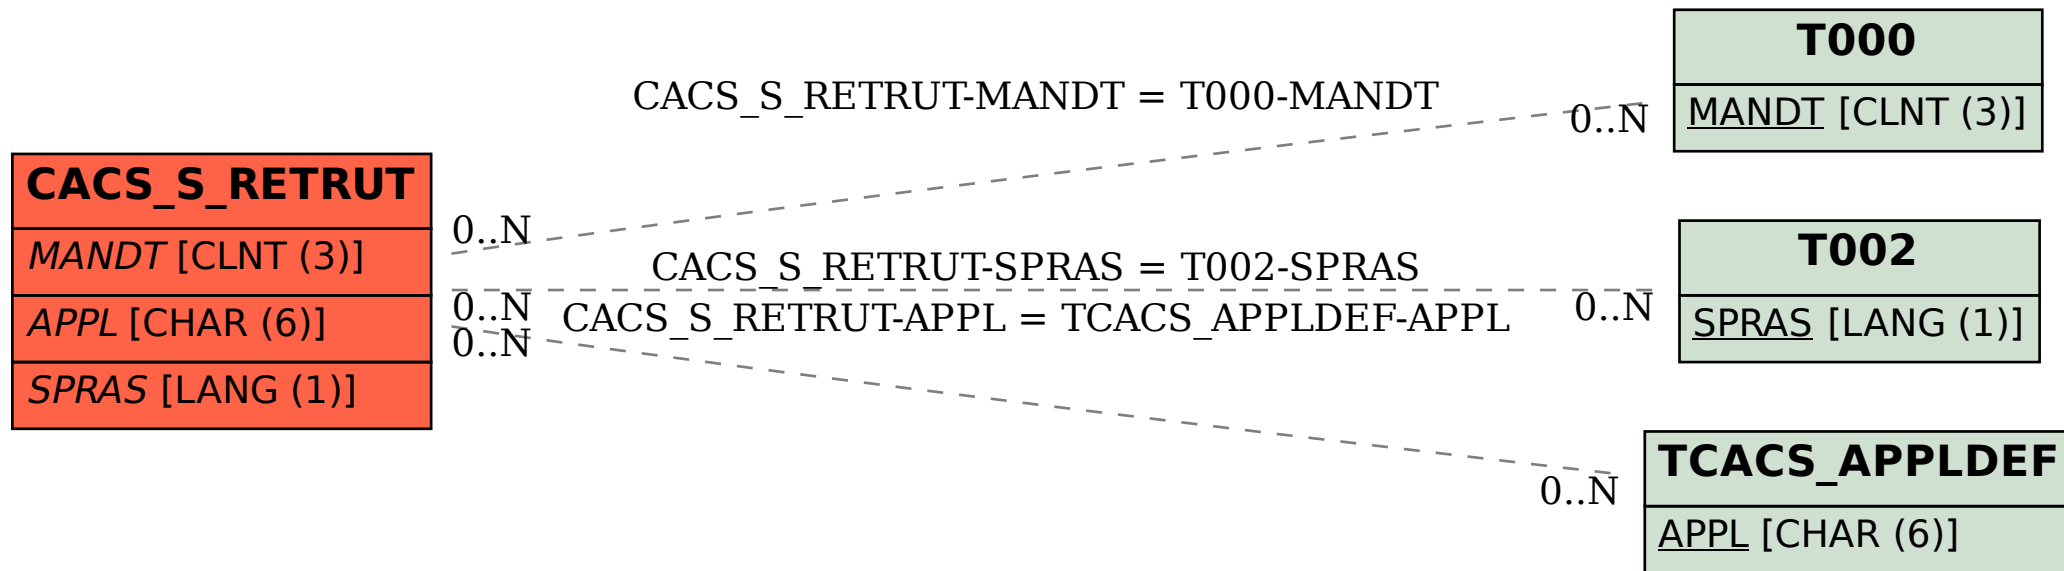 CACS_S_RETRUT
MANDT [CLNT (3)]
APPL [CHAR (6)]
SPRAS [LANG (1)]
CACS_S_RETRUT-MANDT = T000-MANDT
0..N
0..N
CACS_S_RETRUT-SPRAS = T002-SPRAS
0..N
0..N
CACS_S_RETRUT-APPL = TCACS_APPLDEF-APPL
0..N
0..N
T000
MANDT [CLNT (3)]
T002
SPRAS [LANG (1)]
TCACS_APPLDEF
APPL [CHAR (6)]